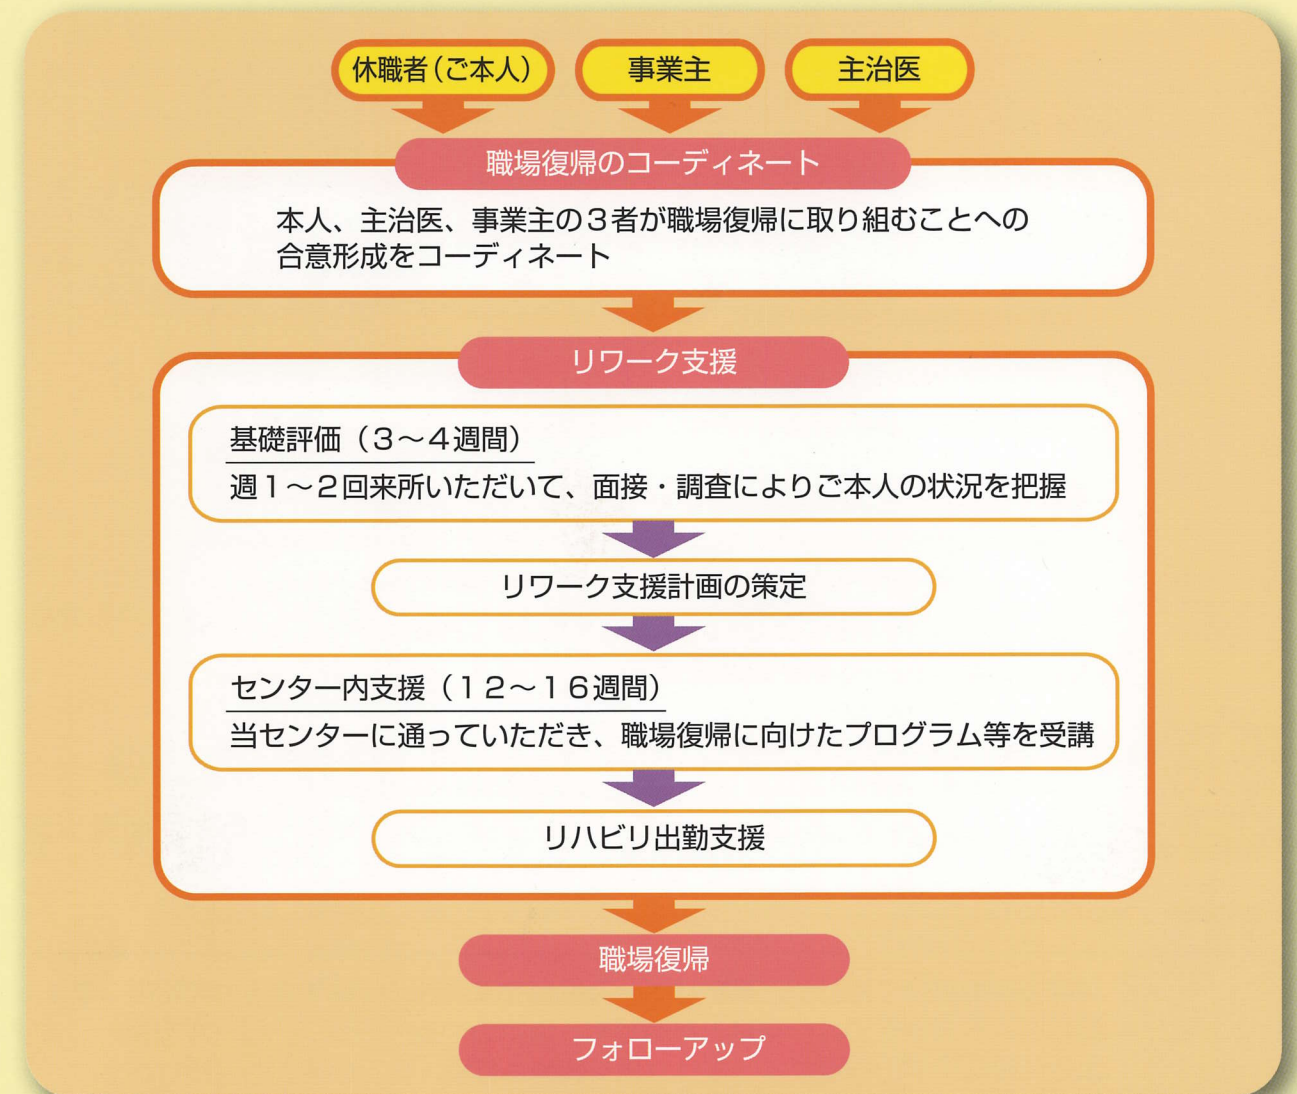 休職者（ご本人）
事業主
主治医
職場復帰のコーディネート
本人、主治医、事業主の３者が職場復帰に取り組むことへの
合意形成をコーディネート
リワーク支援
基礎評価（３～４週間）
週１～２回来所いただいて、面接・調査によりご本人の状況を把握
リワーク支援計画の策定
センター内支援（１２～１６週間）
当センターに通っていただき、職場復帰に向けたプログラム等を受講
リハビリ出勤支援
職場復帰
フォローアップ